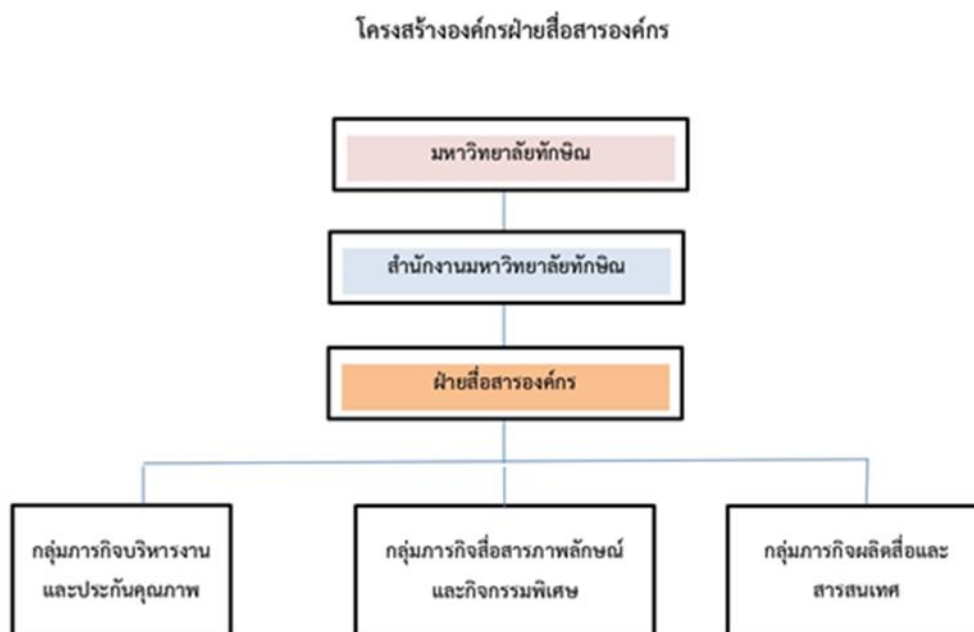 โครงสร้างองค์กรฝ่ายสื่อสารองค์กร
มหาวิทยาลัยทักษิณ
สำนักงานมหาวิทยาลัยทักษิณ
ฝ่ายสื่อสารองค์กร
กลุ่มภารกิจบริหารงาน
และประกันคุณภาพ
กลุ่มภารกิจสื่อสารภาพลักษณ์
และกิจกรรมพิเศษ
กลุ่มภารกิจผลิตสื่อและ
สารสนเทศ